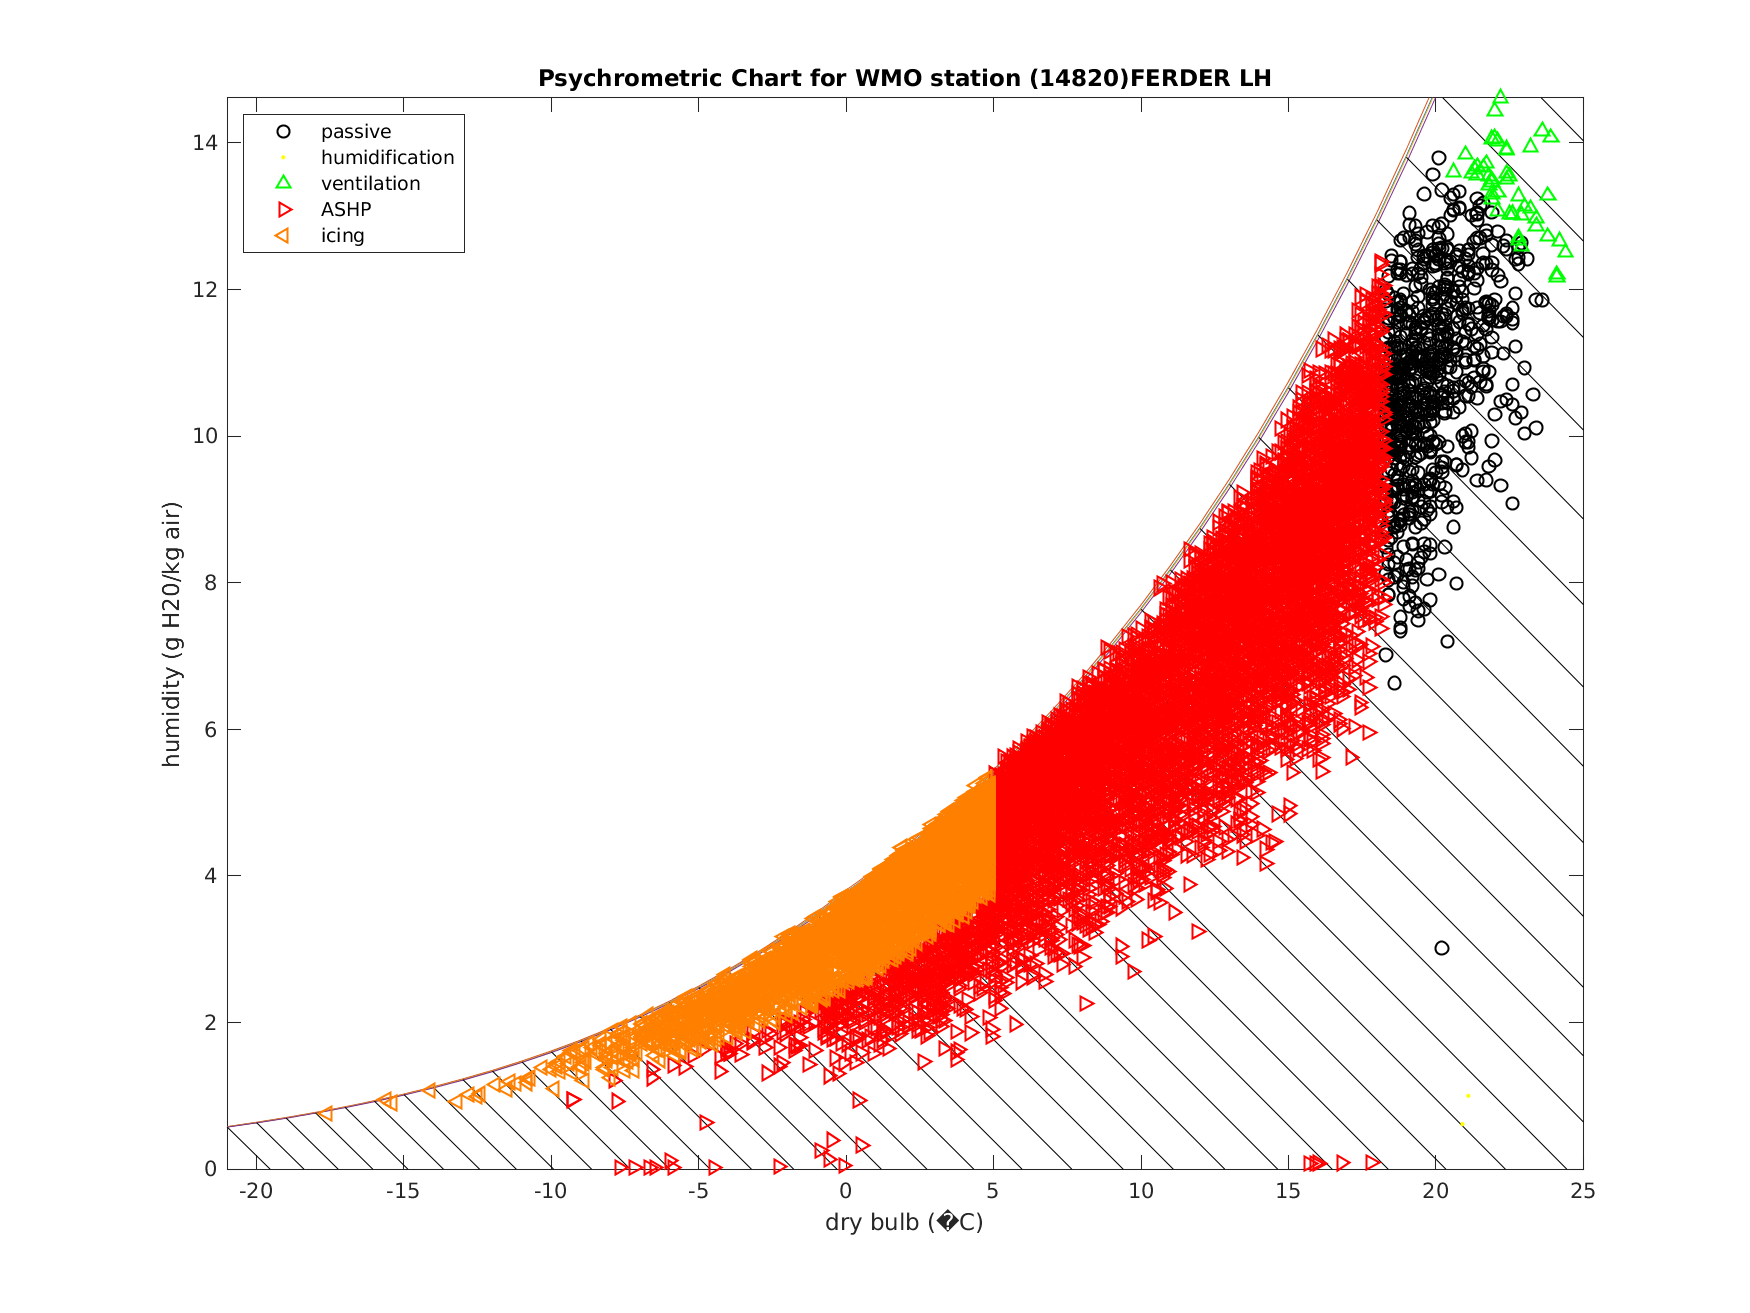 Psychrometric Chart for WMO station (14820)FERDER LH
passive
humidification
ventilation
ASHP
icing
humidity (g H20/kg air)
14
12
10
8
6
4
2
0
-20 -15 -10 -5 0 5 10 15 20 25
dry bulb (�C)